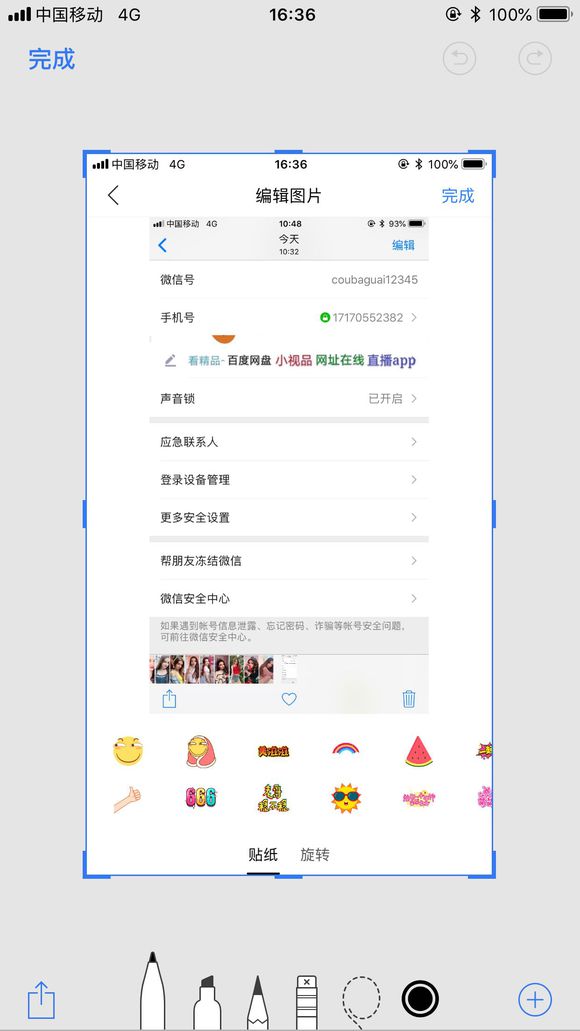 中国移动 4G 16:36 100%
完成
中国移动 4G 16:36 100%
编辑图片 完成
中国移动 4G 10:48 93%
今天 编辑
10:32
微信号 coubaguai12345
手机号 17170552382
看精品- 百度网盘 小视品 网址在线 直播app
声音锁 已开启
应急联系人
登录设备管理
更多安全设置
帮朋友冻结微信
微信安全中心
如果遇到帐号信息泄露、忘记密码、诈骗等帐号安全问题,
可前往微信安全中心。
666
贴纸 旋转